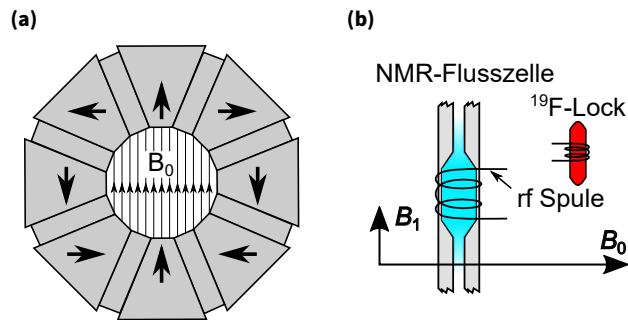 (a)
B₀
(b)
NMR-Flusszelle
¹⁹F-Lock
rf Spule
B₁
B₀